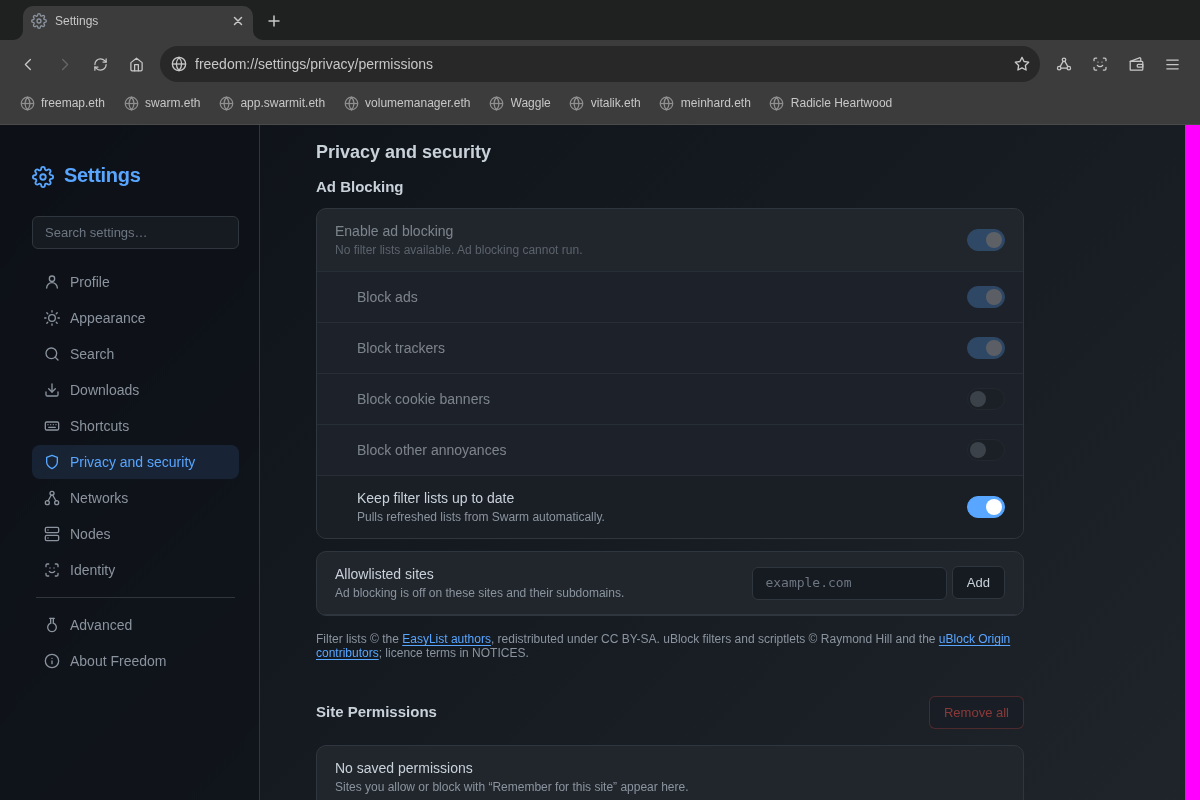 Settings
freedom://settings/privacy/permissions
freemap.eth
swarm.eth
app.swarmit.eth
volumemanager.eth
Waggle
vitalik.eth
meinhard.eth
Radicle Heartwood
Settings
Search settings…
Profile
Appearance
Search
Downloads
Shortcuts
Privacy and security
Networks
Nodes
Identity
Advanced
About Freedom
Privacy and security
Ad Blocking
Enable ad blocking
No filter lists available. Ad blocking cannot run.
Block ads
Block trackers
Block cookie banners
Block other annoyances
Keep filter lists up to date
Pulls refreshed lists from Swarm automatically.
Allowlisted sites
Ad blocking is off on these sites and their subdomains.
example.com
Add
Filter lists © the EasyList authors, redistributed under CC BY-SA. uBlock filters and scriptlets © Raymond Hill and the uBlock Origin
contributors; licence terms in NOTICES.
Site Permissions
Remove all
No saved permissions
Sites you allow or block with “Remember for this site” appear here.